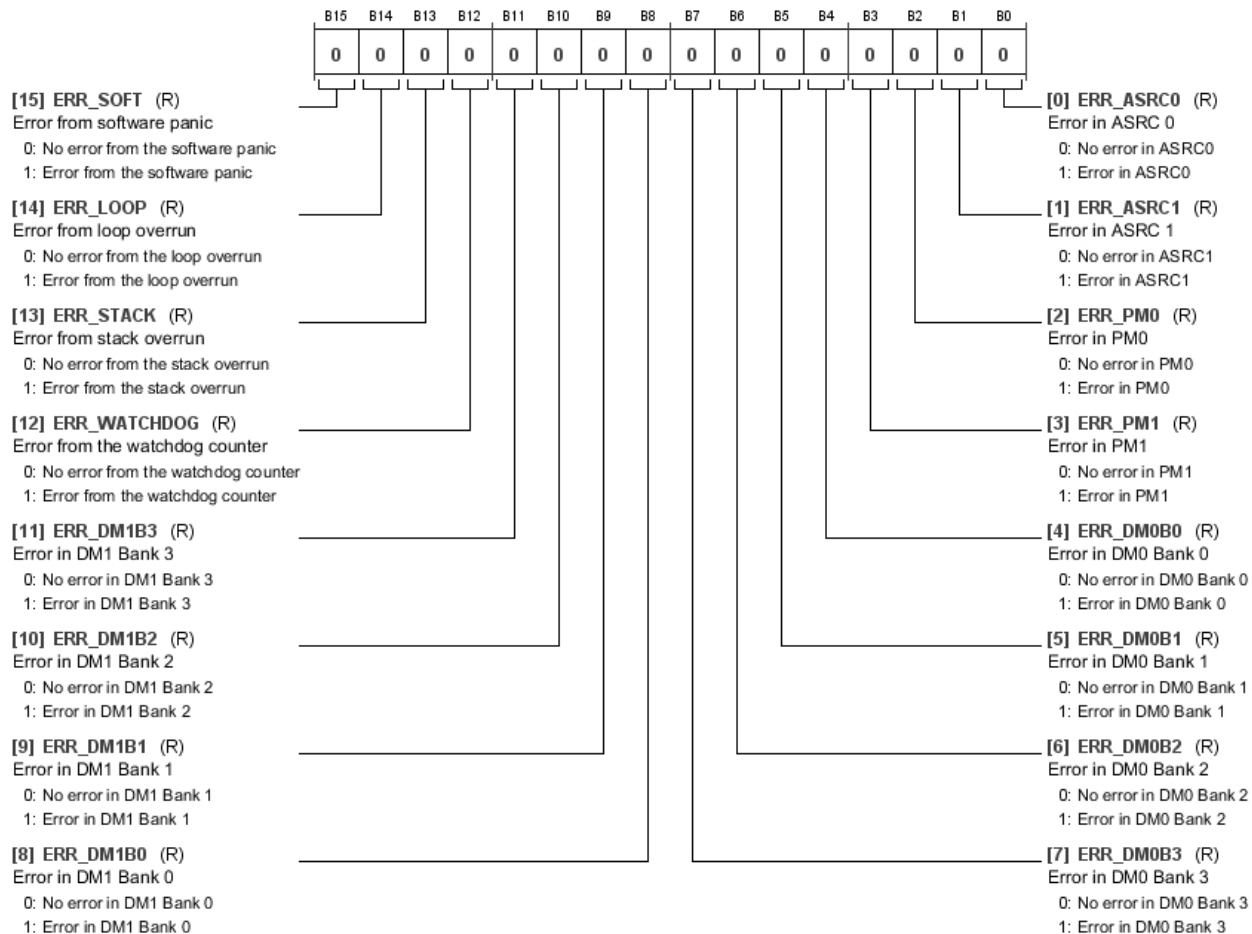 B15 B14 B13 B12 B11 B10 B9 B8 B7 B6 B5 B4 B3 B2 B1 B0
0 0 0 0 0 0 0 0 0 0 0 0 0 0 0 0
[15] ERR_SOFT (R)
Error from software panic
0: No error from the software panic
1: Error from the software panic
[14] ERR_LOOP (R)
Error from loop overrun
0: No error from the loop overrun
1: Error from the loop overrun
[13] ERR_STACK (R)
Error from stack overrun
0: No error from the stack overrun
1: Error from the stack overrun
[12] ERR_WATCHDOG (R)
Error from the watchdog counter
0: No error from the watchdog counter
1: Error from the watchdog counter
[11] ERR_DM1B3 (R)
Error in DM1 Bank 3
0: No error in DM1 Bank 3
1: Error in DM1 Bank 3
[10] ERR_DM1B2 (R)
Error in DM1 Bank 2
0: No error in DM1 Bank 2
1: Error in DM1 Bank 2
[9] ERR_DM1B1 (R)
Error in DM1 Bank 1
0: No error in DM1 Bank 1
1: Error in DM1 Bank 1
[8] ERR_DM1B0 (R)
Error in DM1 Bank 0
0: No error in DM1 Bank 0
1: Error in DM1 Bank 0
[0] ERR_ASRC0 (R)
Error in ASRC 0
0: No error in ASRC0
1: Error in ASRC0
[1] ERR_ASRC1 (R)
Error in ASRC 1
0: No error in ASRC1
1: Error in ASRC1
[2] ERR_PM0 (R)
Error in PM0
0: No error in PM0
1: Error in PM0
[3] ERR_PM1 (R)
Error in PM1
0: No error in PM1
1: Error in PM1
[4] ERR_DM0B0 (R)
Error in DM0 Bank 0
0: No error in DM0 Bank 0
1: Error in DM0 Bank 0
[5] ERR_DM0B1 (R)
Error in DM0 Bank 1
0: No error in DM0 Bank 1
1: Error in DM0 Bank 1
[6] ERR_DM0B2 (R)
Error in DM0 Bank 2
0: No error in DM0 Bank 2
1: Error in DM0 Bank 2
[7] ERR_DM0B3 (R)
Error in DM0 Bank 3
0: No error in DM0 Bank 3
1: Error in DM0 Bank 3